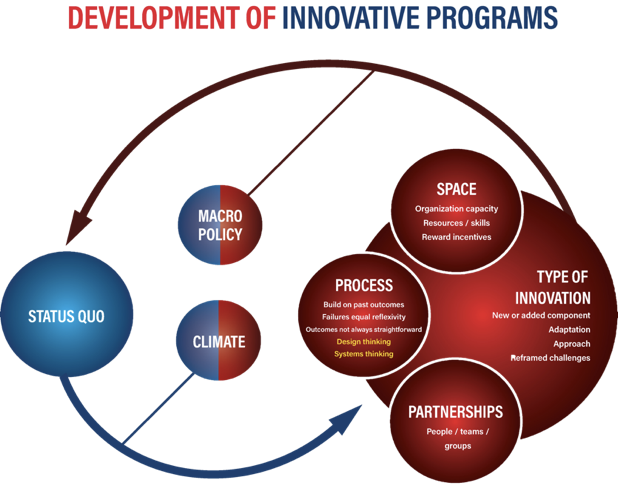 DEVELOPMENT OF INNOVATIVE PROGRAMS
SPACE
Organization capacity
Resources / skills
Reward incentives
MACRO
POLICY
STATUS QUO
CLIMATE
PROCESS
Build on past outcomes
Failures equal reflexivity
Outcomes not always straightforward
Design thinking
Systems thinking
TYPE OF
INNOVATION
New or added component
Adaptation
Approach
Reframed challenges
PARTNERSHIPS
People / teams /
groups